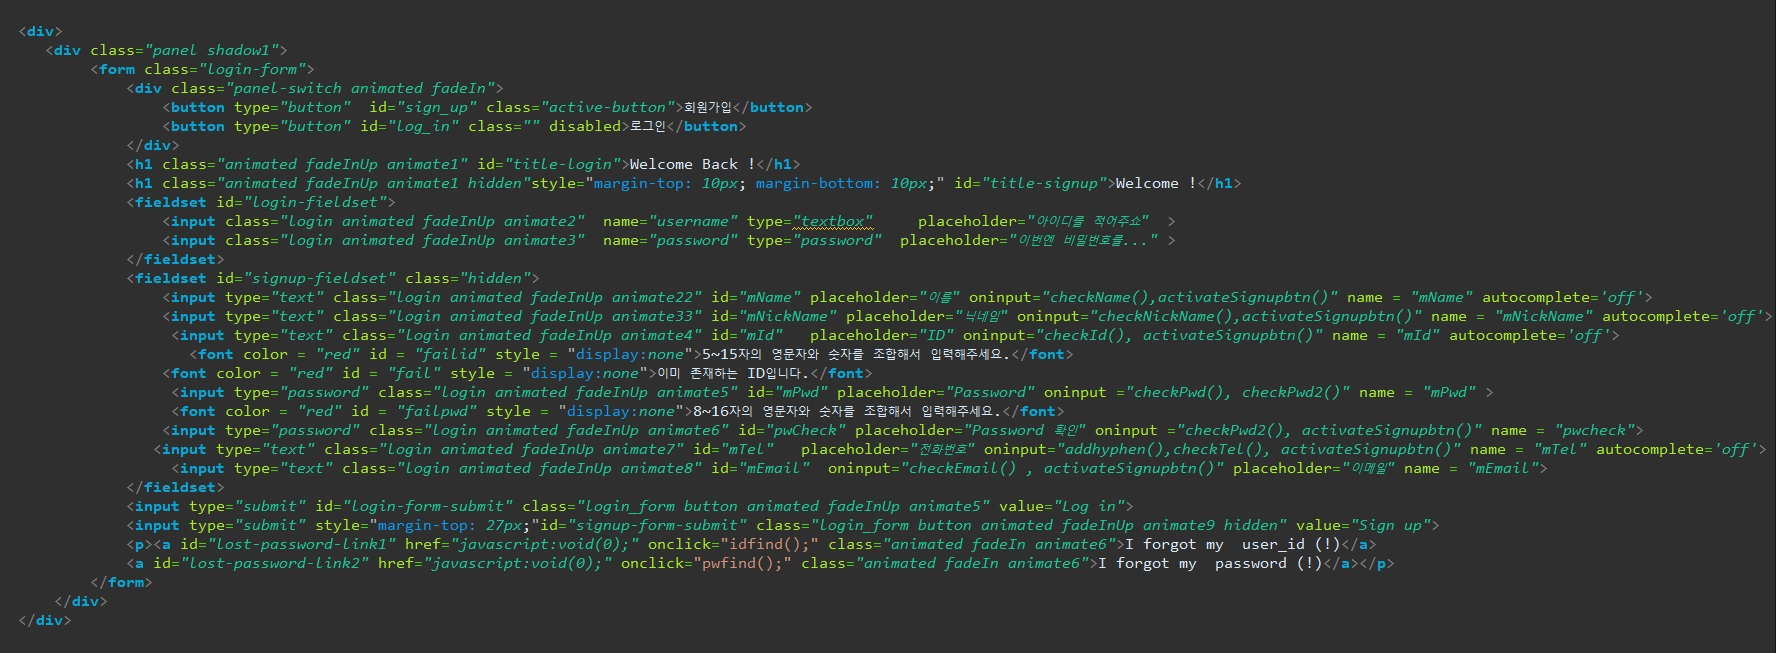 <div>
<div class="panel shadow1">
<form class="login-form">
<div class="panel-switch animated fadeIn">
<button type="button"  id="sign_up" class="active-button">회원가입</button>
<button type="button" id="log_in" class="" disabled>로그인</button>
</div>
<h1 class="animated fadeInUp animate1" id="title-login">Welcome Back !</h1>
<h1 class="animated fadeInUp animate1 hidden"style="margin-top: 10px; margin-bottom: 10px;" id="title-signup">Welcome !</h1>
<fieldset id="login-fieldset">
<input class="login animated fadeInUp animate2"  name="username" type="textbox"     placeholder="아이디를 적어주쇼"  >
<input class="login animated fadeInUp animate3"  name="password" type="password"  placeholder="이번엔 비밀번호를..." >
</fieldset>
<fieldset id="signup-fieldset" class="hidden">
<input type="text" class="login animated fadeInUp animate22" id="mName" placeholder="이름" oninput="checkName(),activateSignupbtn()" name = "mName" autocomplete='off'>
<input type="text" class="login animated fadeInUp animate33" id="mNickName" placeholder="닉네임" oninput="checkNickName(),activateSignupbtn()" name = "mNickName" autocomplete='off'>
<input type="text" class="login animated fadeInUp animate4" id="mId"   placeholder="ID" oninput="checkId(), activateSignupbtn()" name = "mId" autocomplete='off'>
<font color = "red" id = "failid" style = "display:none">5~15자의 영문자와 숫자를 조합해서 입력해주세요.</font>
<font color = "red" id = "fail" style = "display:none">이미 존재하는 ID입니다.</font>
<input type="password" class="login animated fadeInUp animate5" id="mPwd" placeholder="Password" oninput ="checkPwd(), checkPwd2()" name = "mPwd" >
<font color = "red" id = "failpwd" style = "display:none">8~16자의 영문자와 숫자를 조합해서 입력해주세요.</font>
<input type="password" class="login animated fadeInUp animate6" id="pwCheck" placeholder="Password 확인" oninput ="checkPwd2(), activateSignupbtn()" name = "pwcheck">
<input type="text" class="login animated fadeInUp animate7" id="mTel"   placeholder="전화번호" oninput="addhyphen(),checkTel(), activateSignupbtn()" name = "mTel" autocomplete='off'>
<input type="text" class="login animated fadeInUp animate8" id="mEmail"  oninput="checkEmail() , activateSignupbtn()" placeholder="이메일" name = "mEmail">
</fieldset>
<input type="submit" id="login-form-submit" class="login_form button animated fadeInUp animate5" value="Log in">
<input type="submit" style="margin-top: 27px;"id="signup-form-submit" class="login_form button animated fadeInUp animate9 hidden" value="Sign up">
<p><a id="lost-password-link1" href="javascript:void(0);" onclick="idfind();" class="animated fadeIn animate6">I forgot my  user_id (!)</a>
<a id="lost-password-link2" href="javascript:void(0);" onclick="pwfind();" class="animated fadeIn animate6">I forgot my  password (!)</a></p>
</form>
</div>
</div>